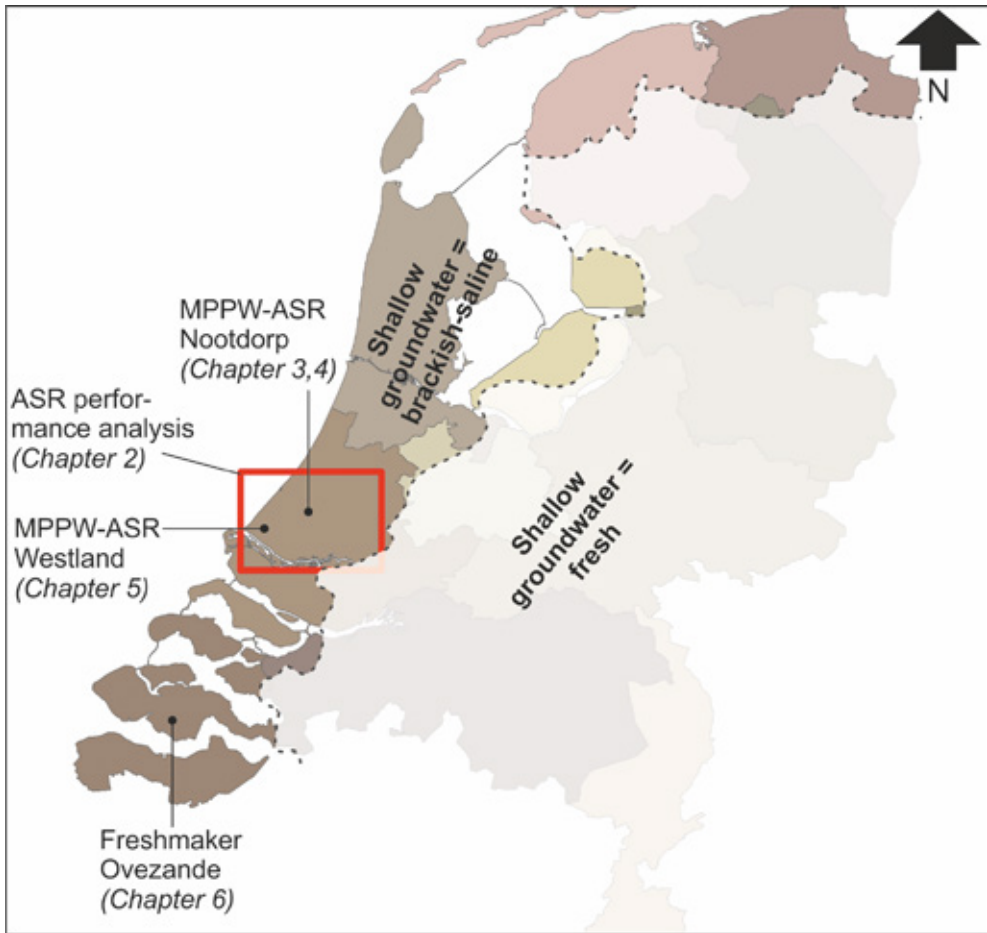 N
Shallow
groundwater =
brackish-saline
MPPW-ASR
Nootdorp
(Chapter 3,4)
ASR perfor-
mance analysis
(Chapter 2)
MPPW-ASR
Westland
(Chapter 5)
Shallow
groundwater =
fresh
Freshmaker
Ovezande
(Chapter 6)